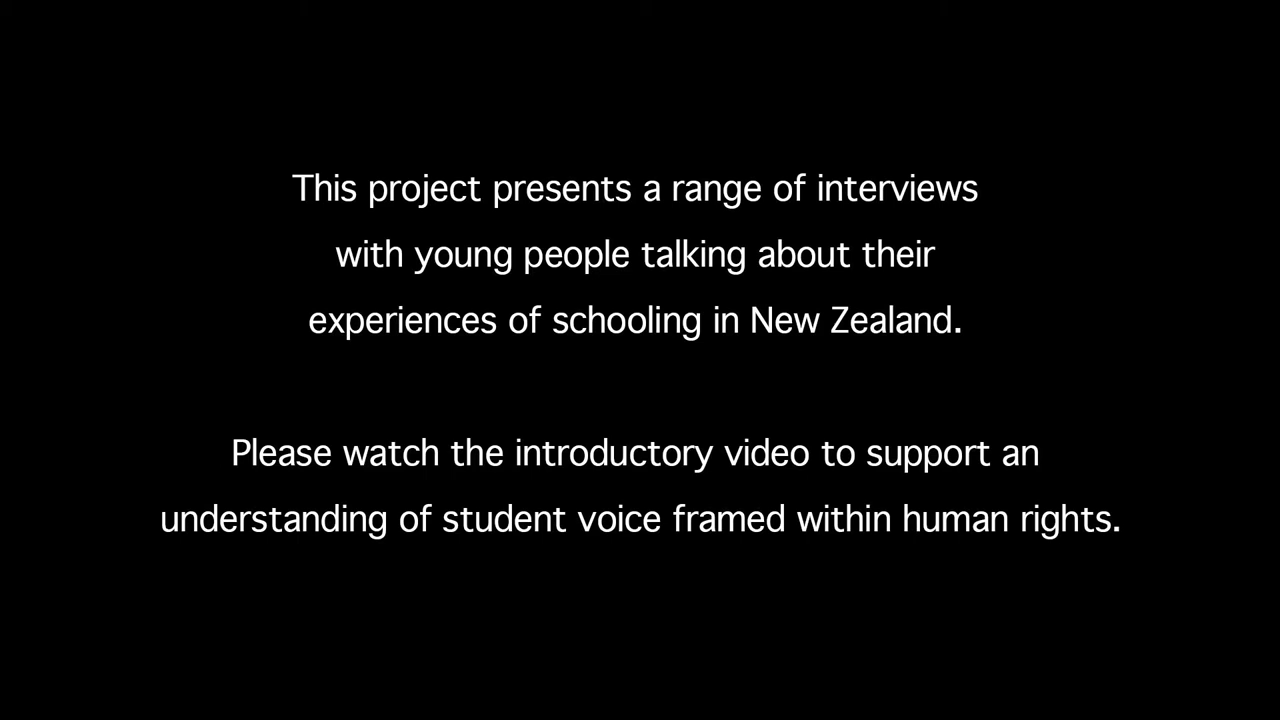 This project presents a range of interviews
with young people talking about their
experiences of schooling in New Zealand.
Please watch the introductory video to support an
understanding of student voice framed within human rights.